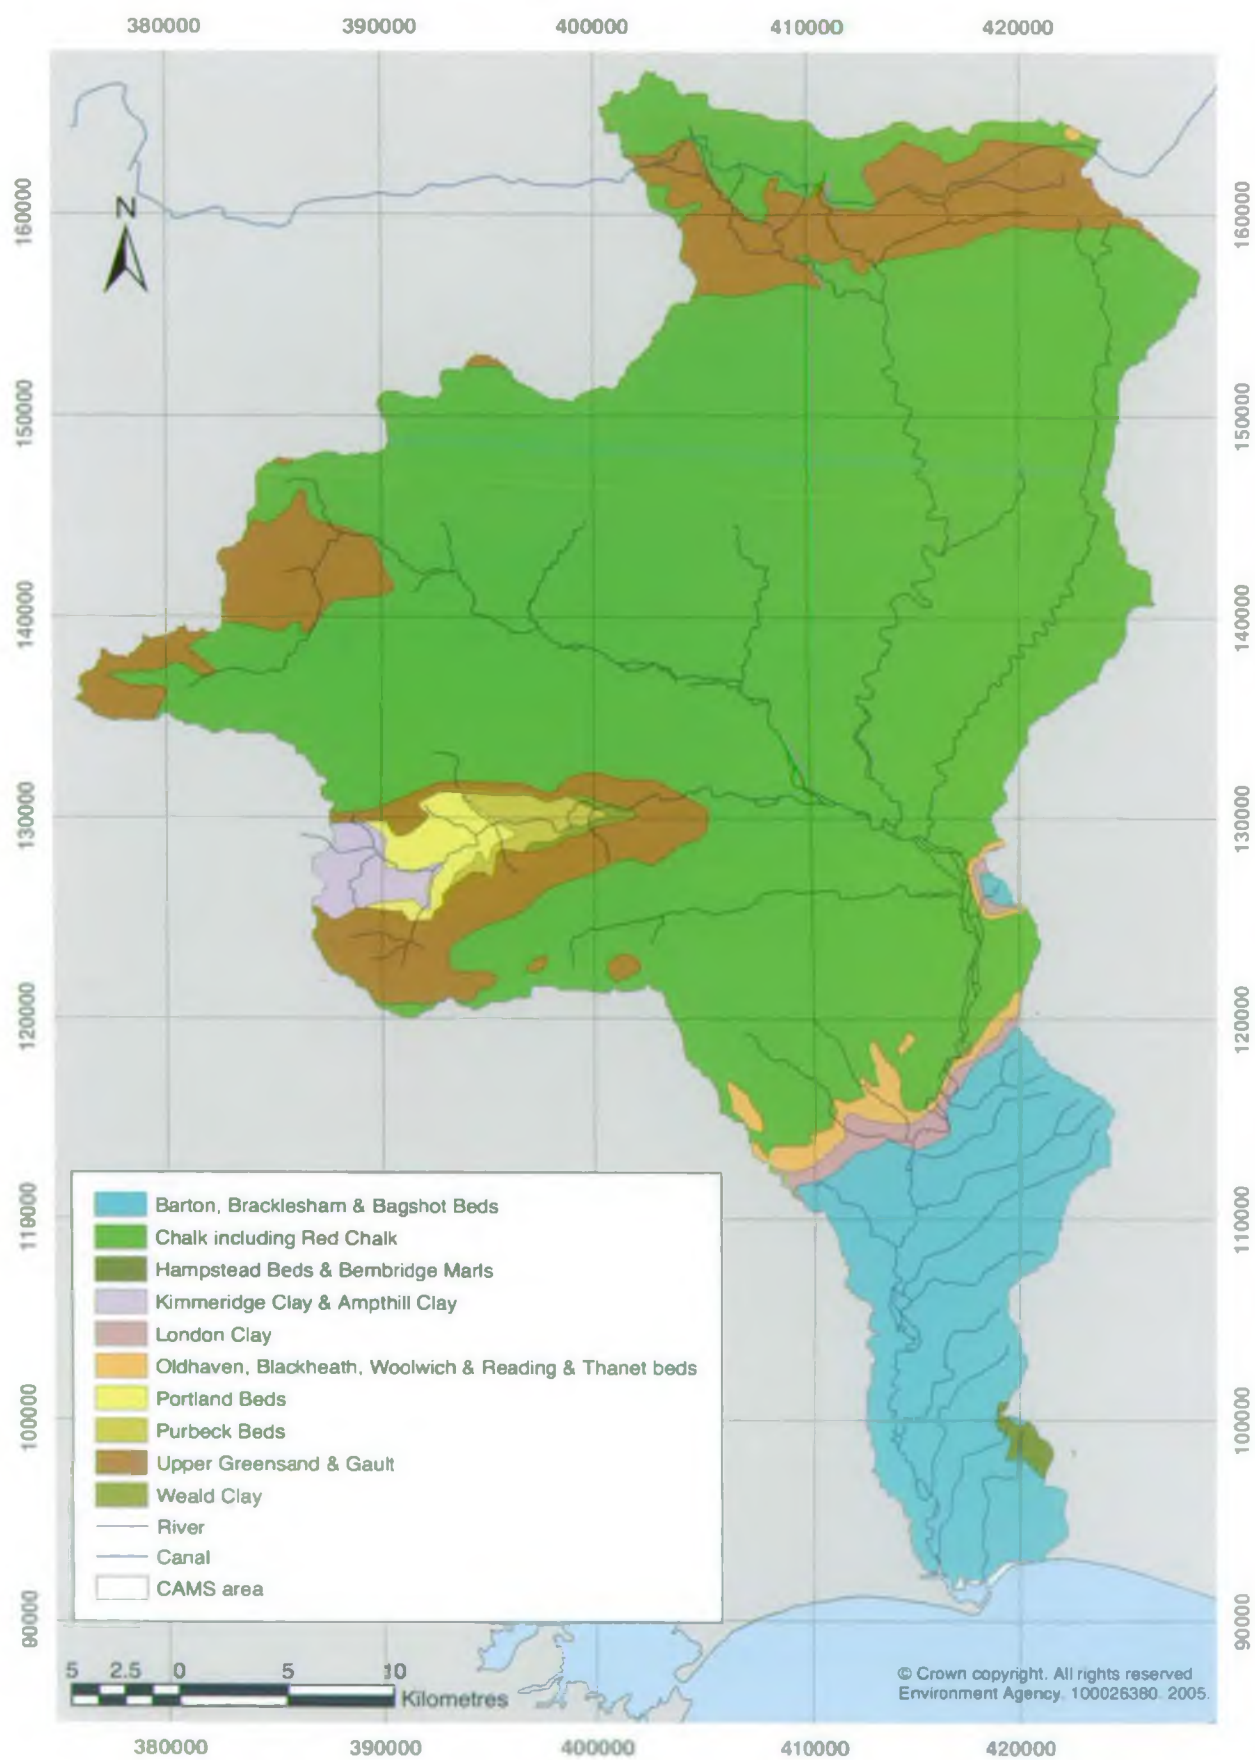 380000 390000 400000 410000 420000
160000 160000
N
150000 150000
140000 140000
130000 130000
120000 120000
119000 110000
100000 100000
90000 90000
Barton, Bracklesham & Bagshot Beds
Chalk including Red Chalk
Hampstead Beds & Bembridge Marls
Kimmeridge Clay & Ampthill Clay
London Clay
Oldhaven, Blackheath, Woolwich & Reading & Thanet beds
Portland Beds
Purbeck Beds
Upper Greensand & Gault
Weald Clay
River
Canal
CAMS area
5 2.5 0 5 10
Kilometres
© Crown copyright. All rights reserved
Environment Agency, 100026380. 2005.
380000 390000 400000 410000 420000